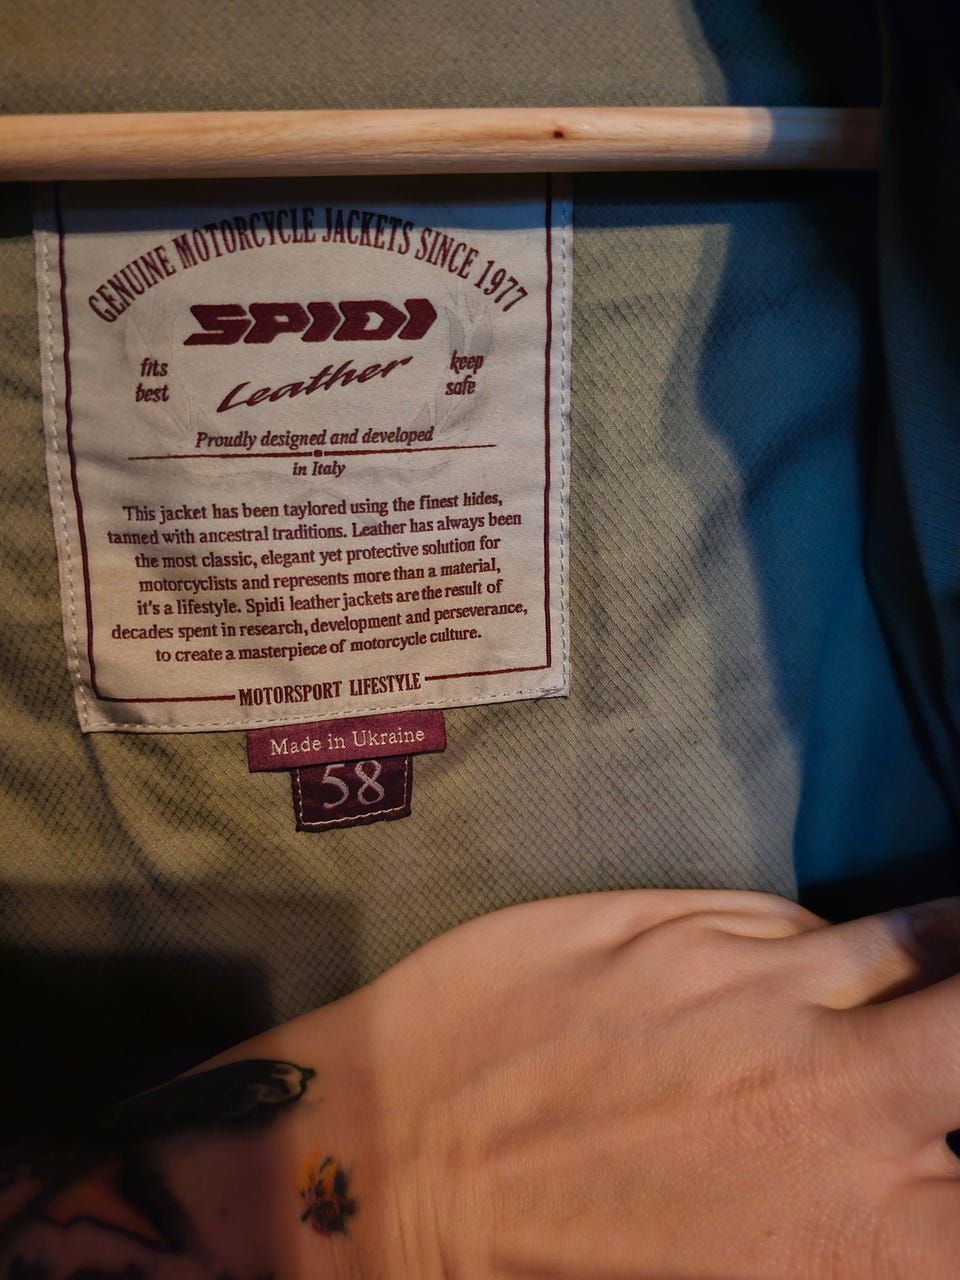 GENUINE MOTORCYCLE JACKETS SINCE 1977
SPIDI
Leather
fits
best
keep
safe
Proudly designed and developed
in Italy
This jacket has been taylored using the finest hides,
tanned with ancestral traditions. Leather has always been
the most classic, elegant yet protective solution for
motorcyclists and represents more than a material,
it's a lifestyle. Spidi leather jackets are the result of
decades spent in research, development and perseverance,
to create a masterpiece of motorcycle culture.
MOTORSPORT LIFESTYLE
Made in Ukraine
58